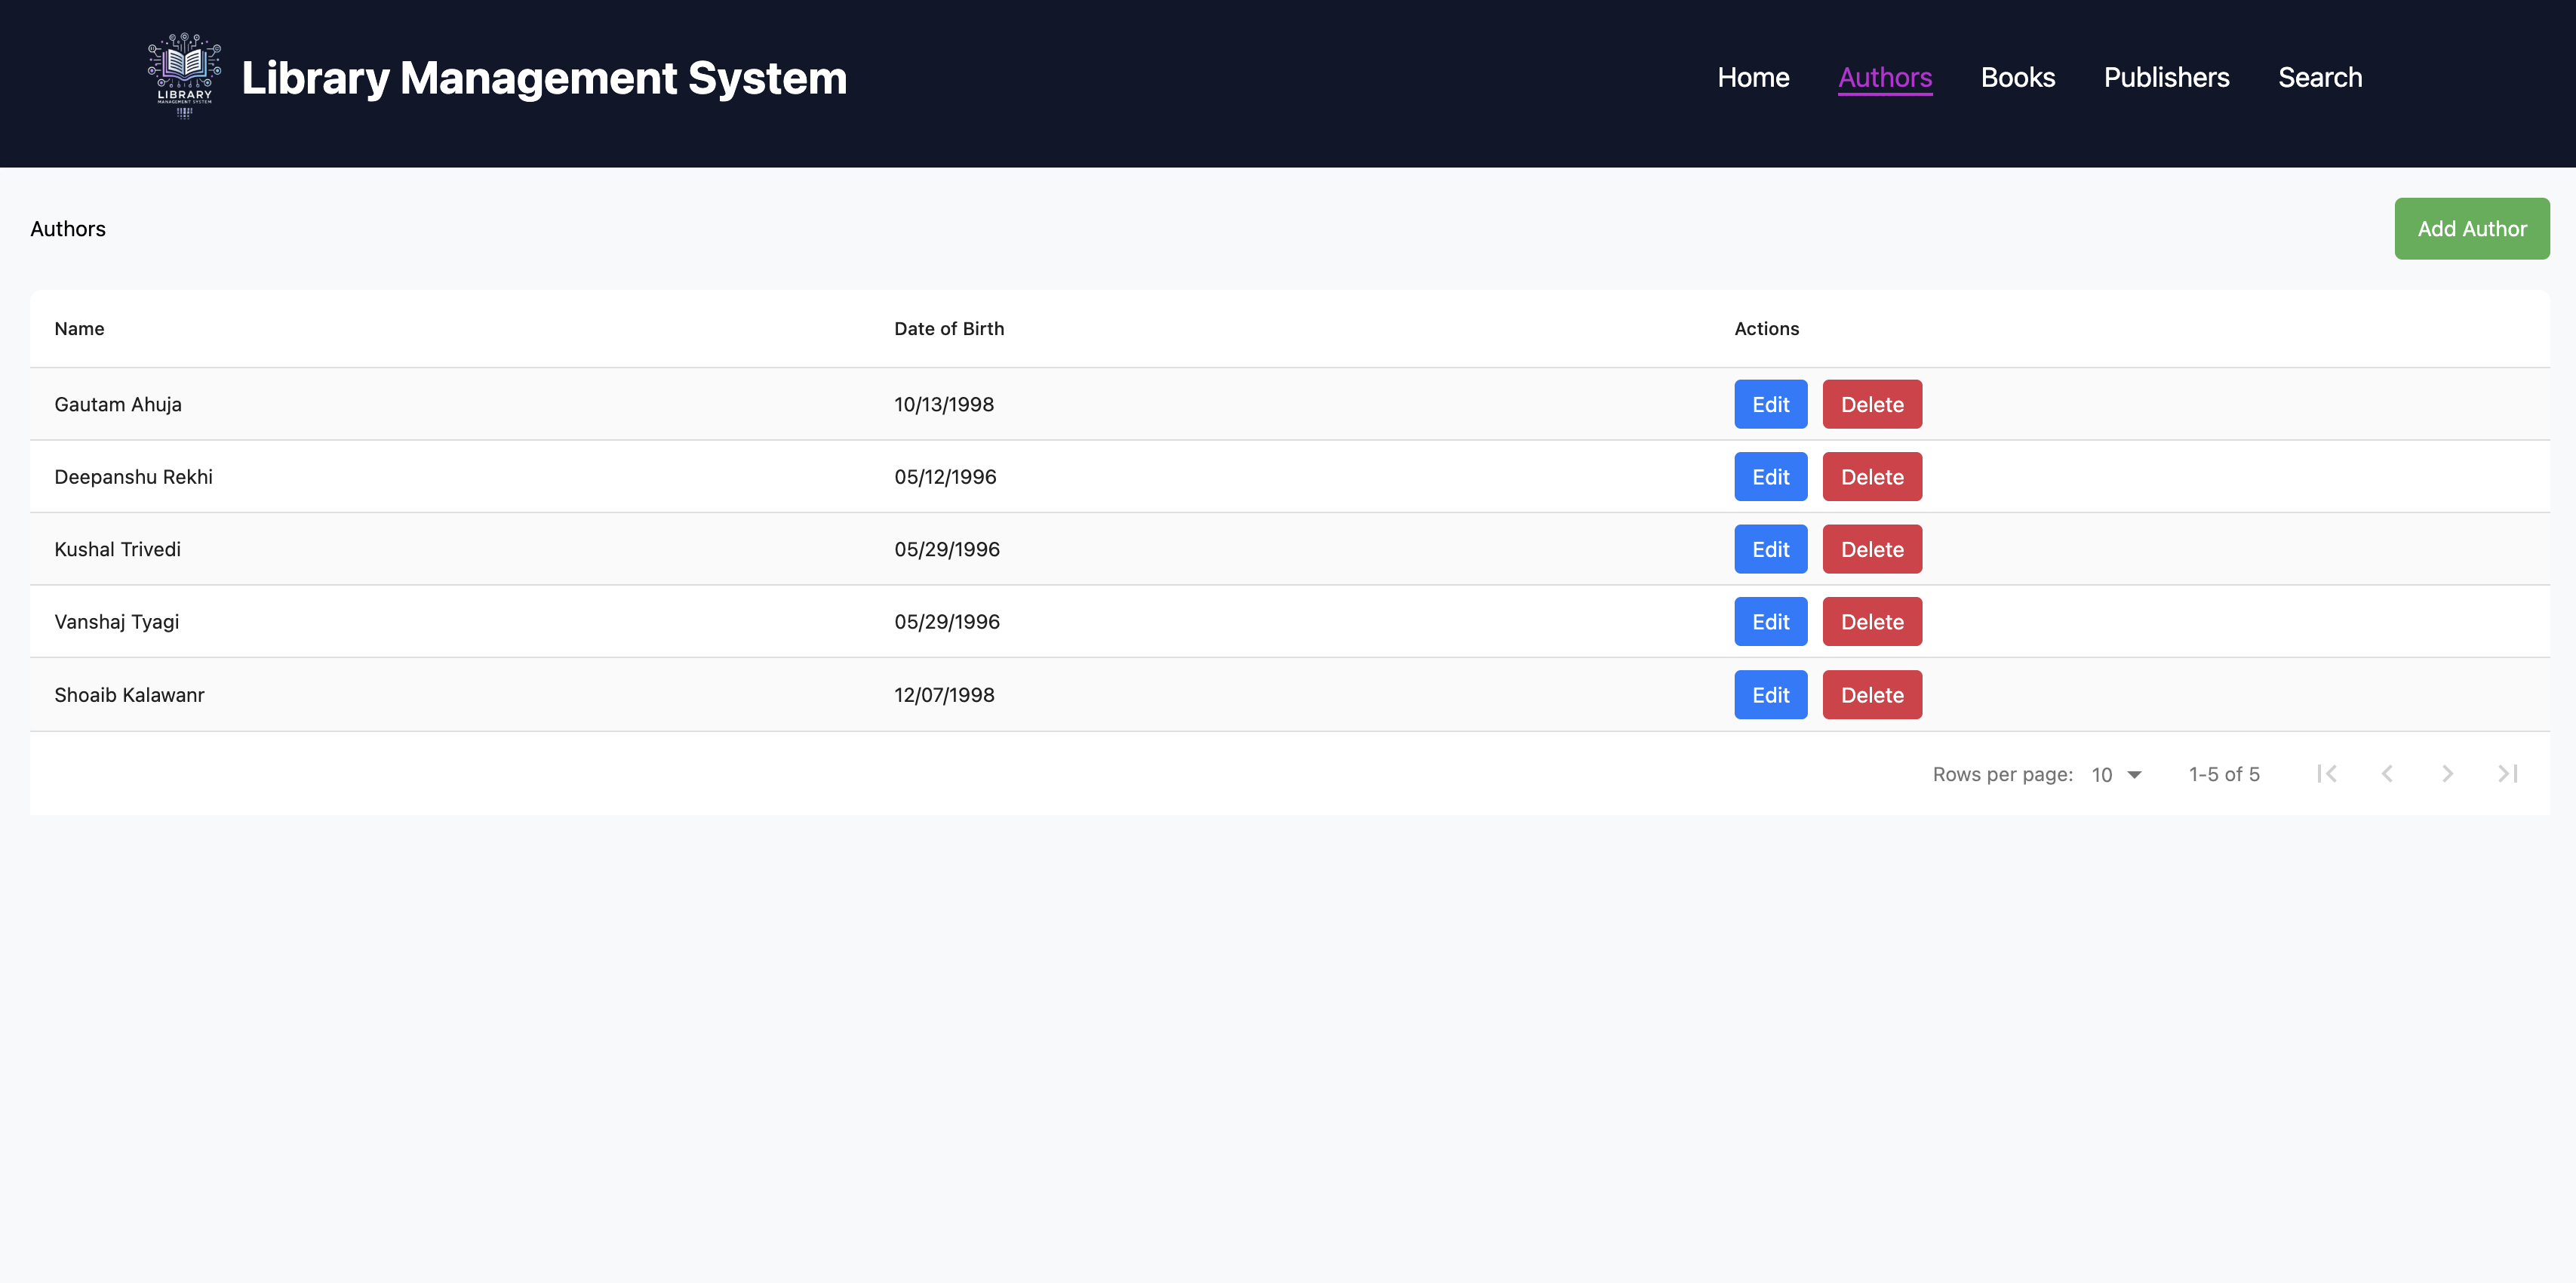 LIBRARY
MANAGEMENT SYSTEM
Library Management System
Home Authors Books Publishers Search
Authors
Add Author
Name Date of Birth Actions
Gautam Ahuja 10/13/1998 Edit Delete
Deepanshu Rekhi 05/12/1996 Edit Delete
Kushal Trivedi 05/29/1996 Edit Delete
Vanshaj Tyagi 05/29/1996 Edit Delete
Shoaib Kalawanr 12/07/1998 Edit Delete
Rows per page: 10 1-5 of 5